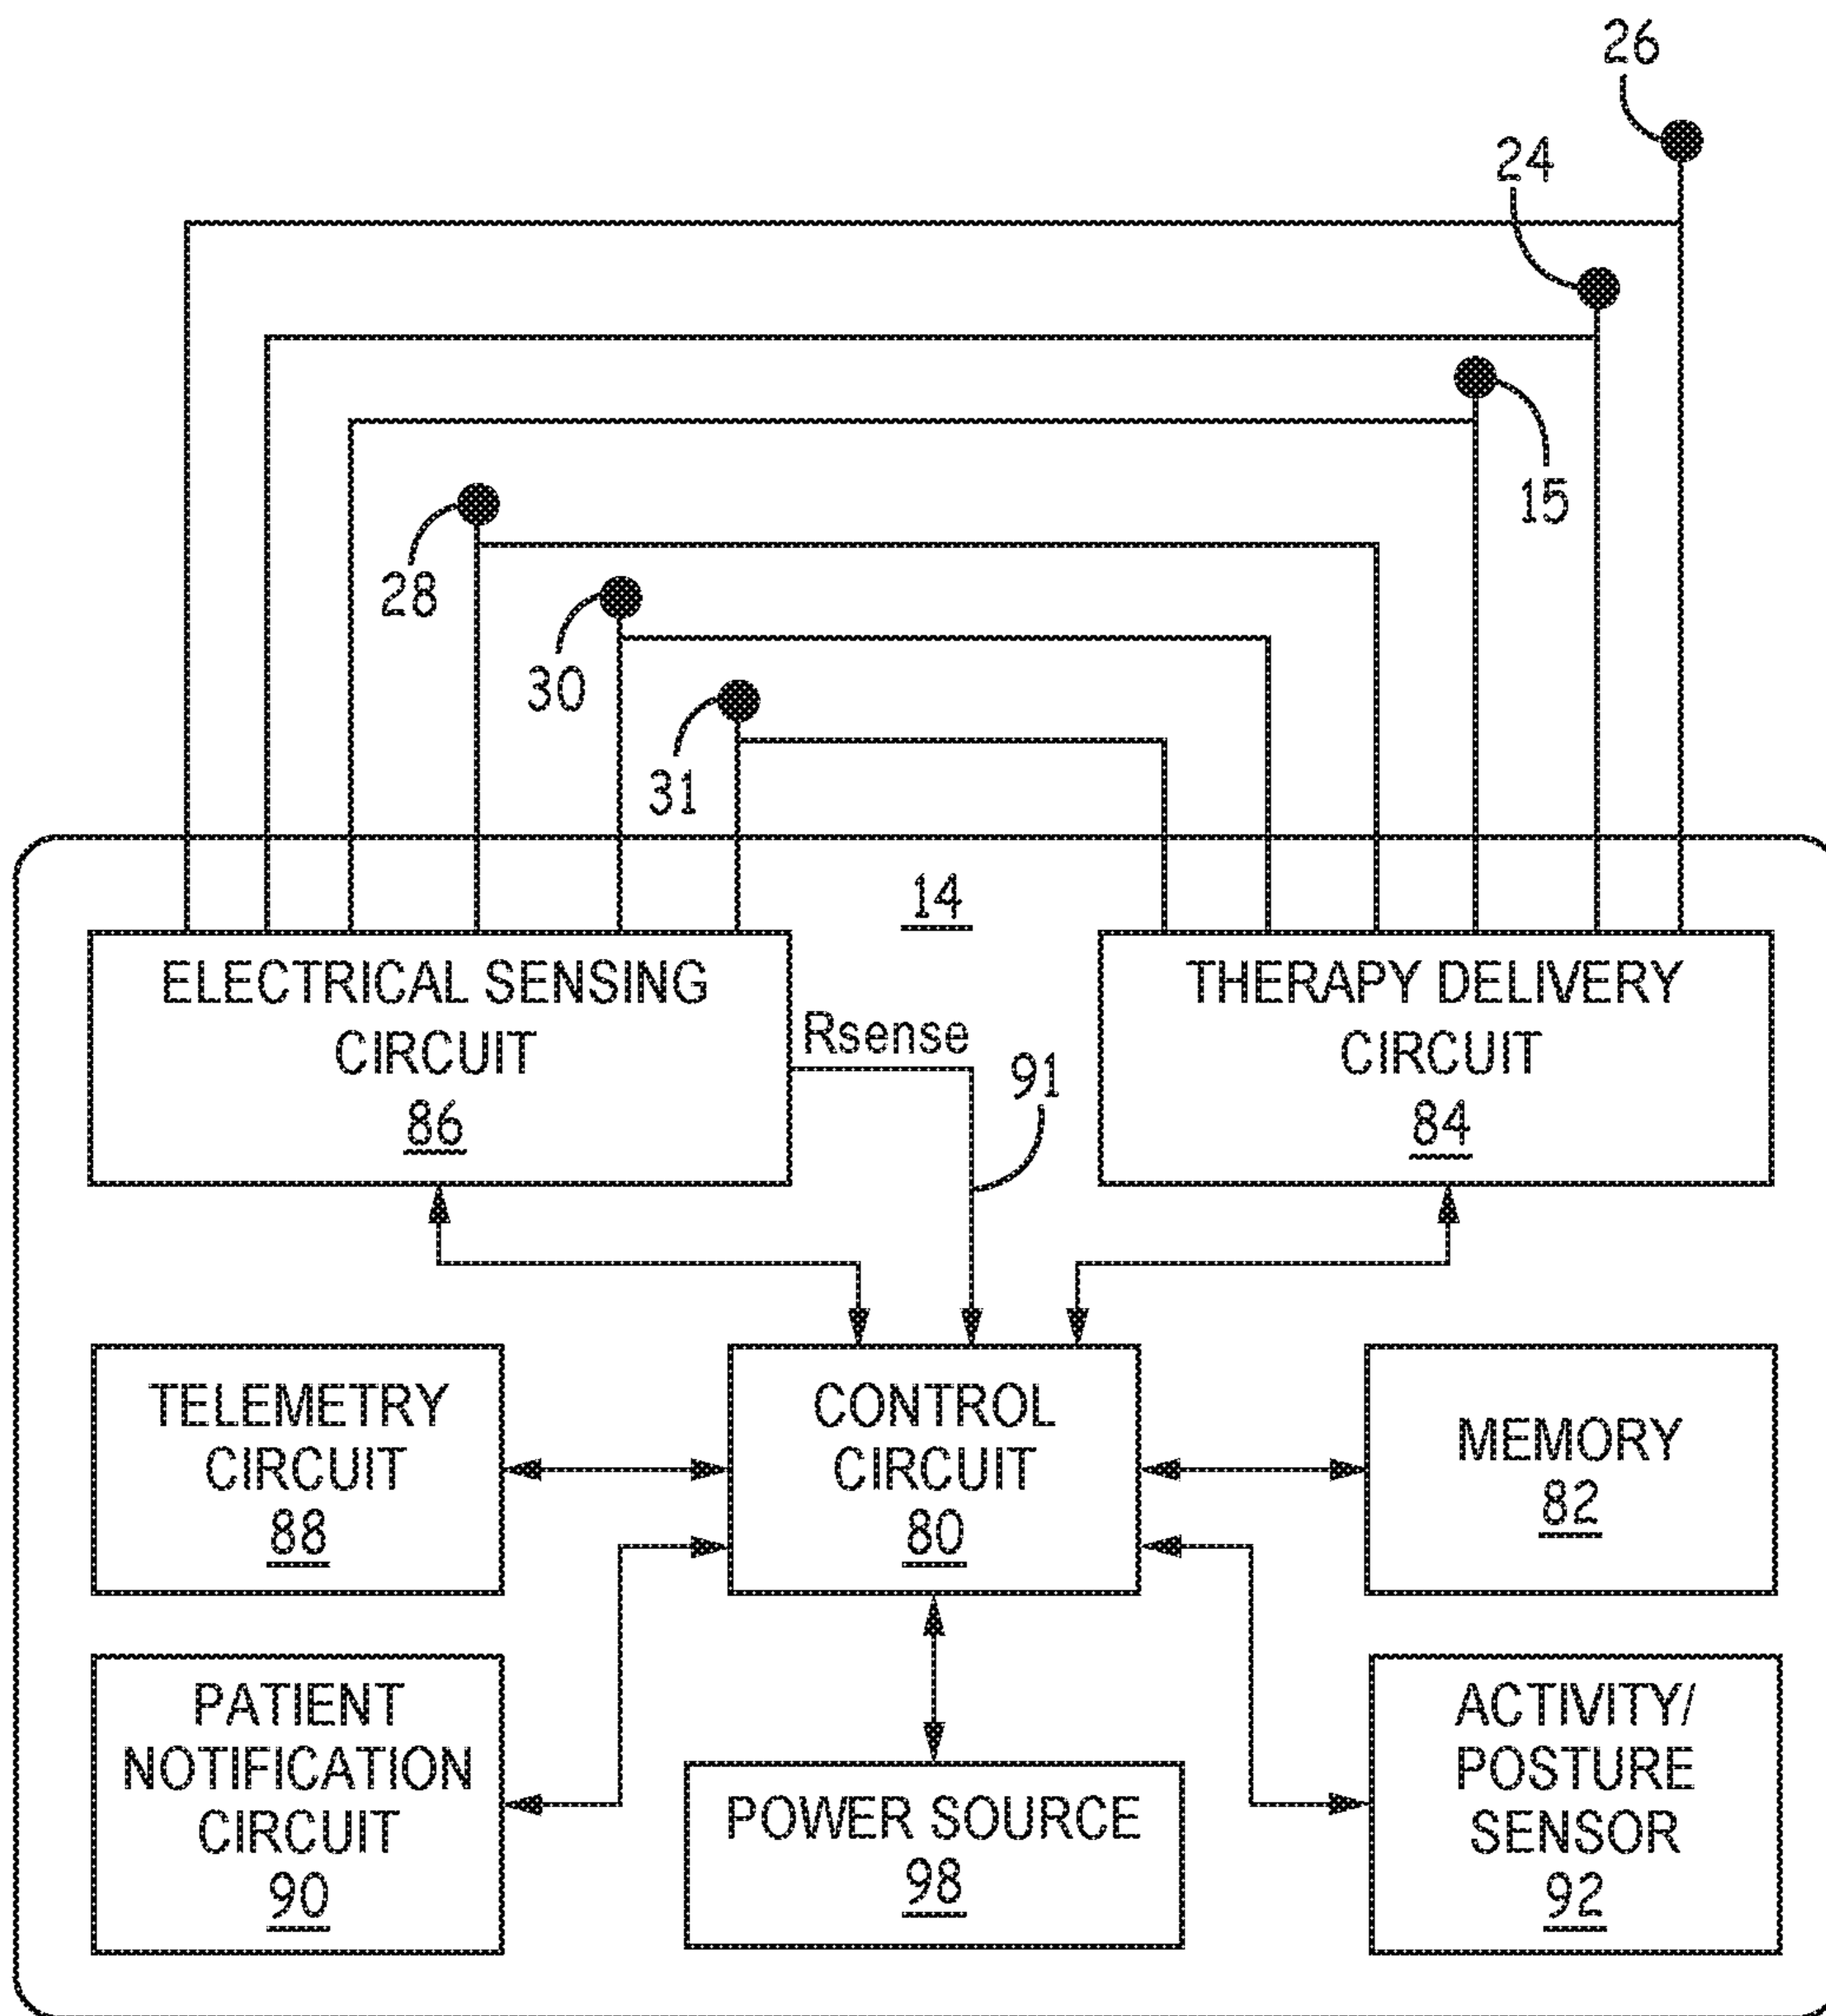 26
24
15
28
30
31
14
ELECTRICAL SENSING
CIRCUIT
86
Rsense
91
THERAPY DELIVERY
CIRCUIT
84
TELEMETRY
CIRCUIT
88
CONTROL
CIRCUIT
80
MEMORY
82
PATIENT
NOTIFICATION
CIRCUIT
90
POWER SOURCE
98
ACTIVITY/
POSTURE
SENSOR
92